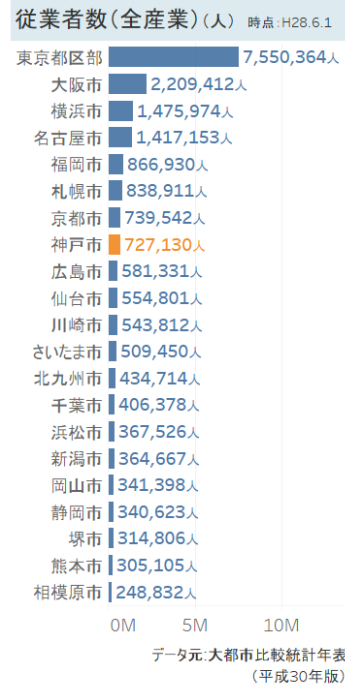 従業者数(全産業)(人) 時点:H28.6.1
東京都区部 7,550,364人
大阪市 2,209,412人
横浜市 1,475,974人
名古屋市 1,417,153人
福岡市 866,930人
札幌市 838,911人
京都市 739,542人
神戸市 727,130人
広島市 581,331人
仙台市 554,801人
川崎市 543,812人
さいたま市 509,450人
北九州市 434,714人
千葉市 406,378人
浜松市 367,526人
新潟市 364,667人
岡山市 341,398人
静岡市 340,623人
堺市 314,806人
熊本市 305,105人
相模原市 248,832人
0M 5M 10M
データ元:大都市比較統計年表
(平成30年版)